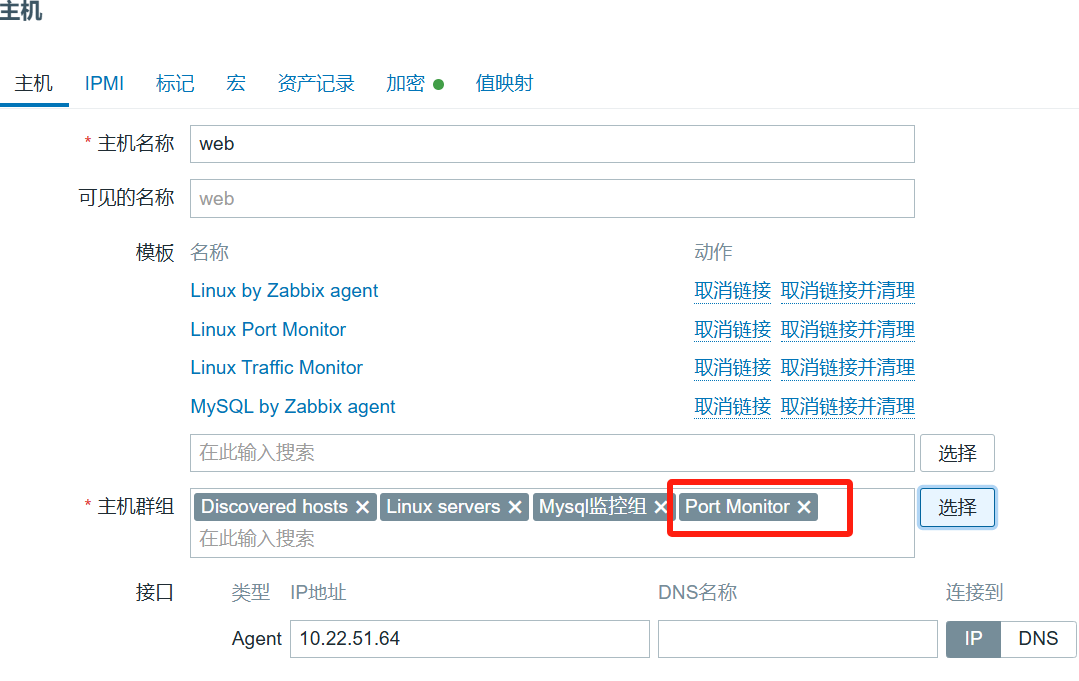 主机
主机 IPMI 标记 宏 资产记录 加密 值映射
* 主机名称 web
可见的名称 web
模板 名称 动作
Linux by Zabbix agent 取消链接 取消链接并清理
Linux Port Monitor 取消链接 取消链接并清理
Linux Traffic Monitor 取消链接 取消链接并清理
MySQL by Zabbix agent 取消链接 取消链接并清理
在此输入搜索 选择
* 主机群组 Discovered hosts Linux servers Mysql监控组 Port Monitor 选择
在此输入搜索
接口 类型 IP地址 DNS名称 连接到
Agent 10.22.51.64 IP DNS